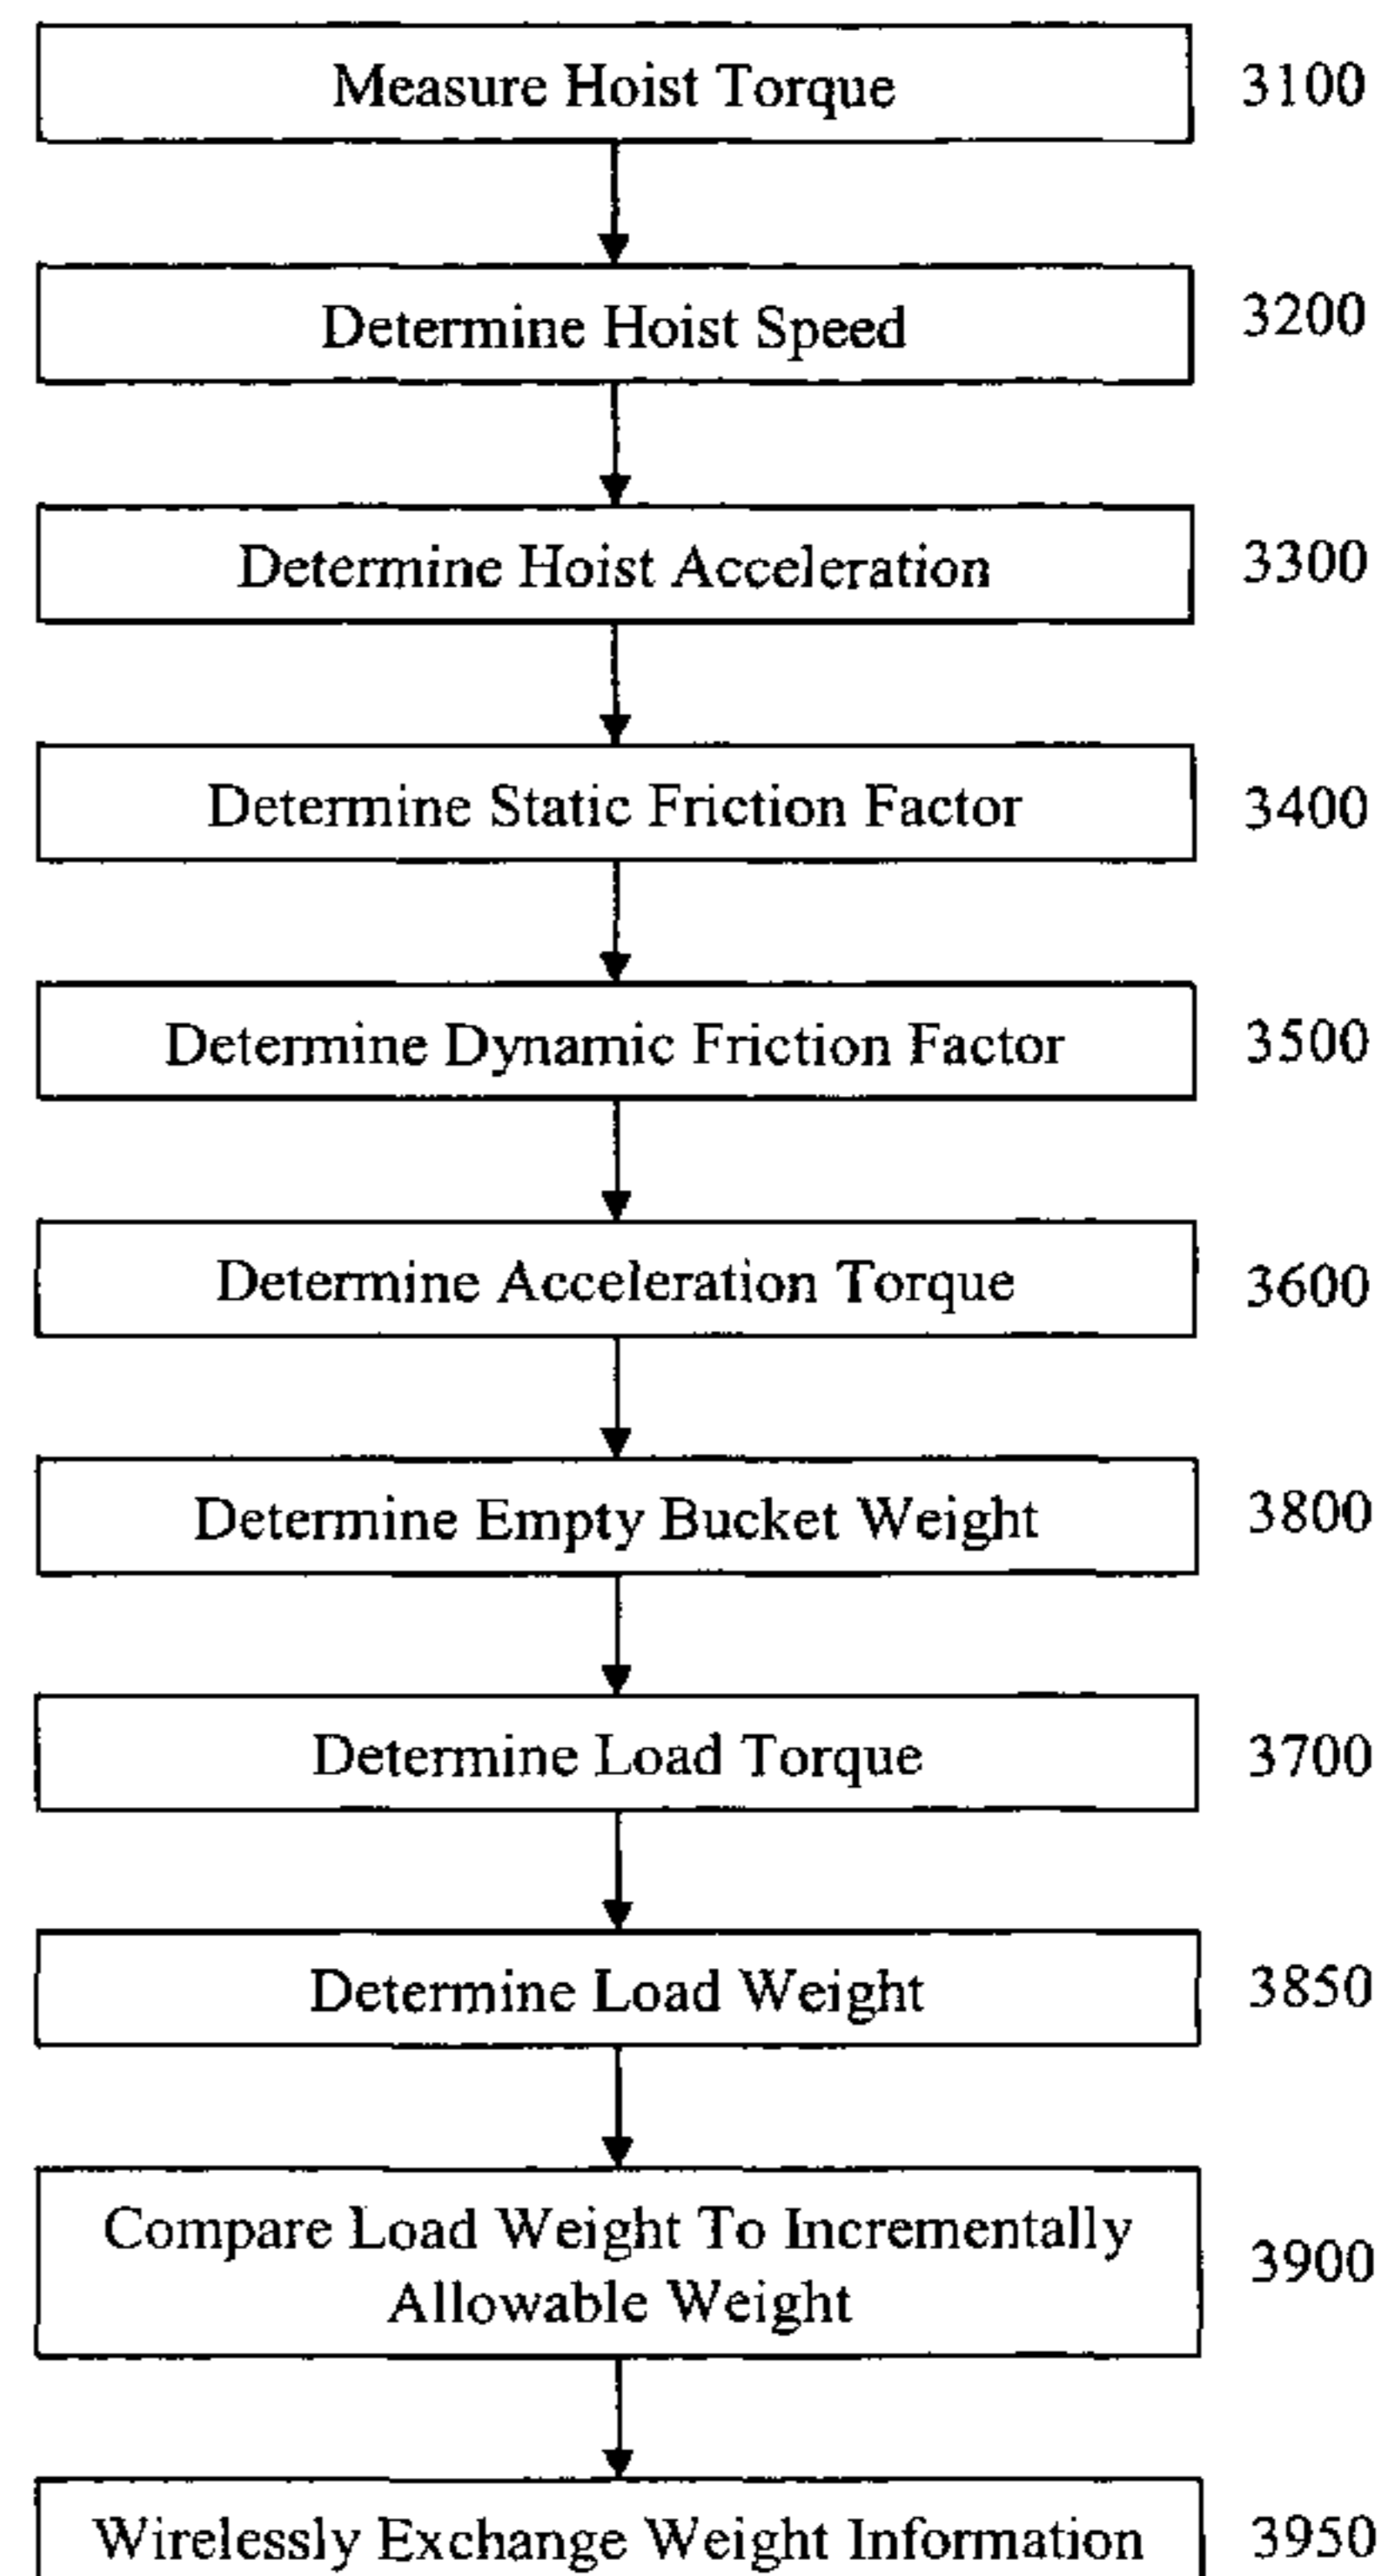 Measure Hoist Torque 3100
Determine Hoist Speed 3200
Determine Hoist Acceleration 3300
Determine Static Friction Factor 3400
Determine Dynamic Friction Factor 3500
Determine Acceleration Torque 3600
Determine Empty Bucket Weight 3800
Determine Load Torque 3700
Determine Load Weight 3850
Compare Load Weight To Incrementally
Allowable Weight 3900
Wirelessly Exchange Weight Information 3950